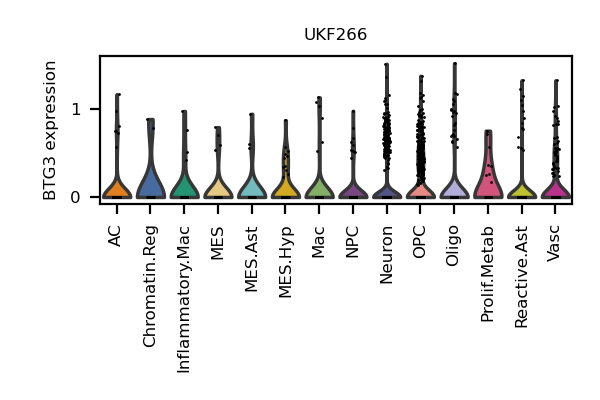 UKF266
BTG3 expression
1
0
AC
Chromatin.Reg
Inflammatory.Mac
MES
MES.Ast
MES.Hyp
Mac
NPC
Neuron
OPC
Oligo
Prolif.Metab
Reactive.Ast
Vasc